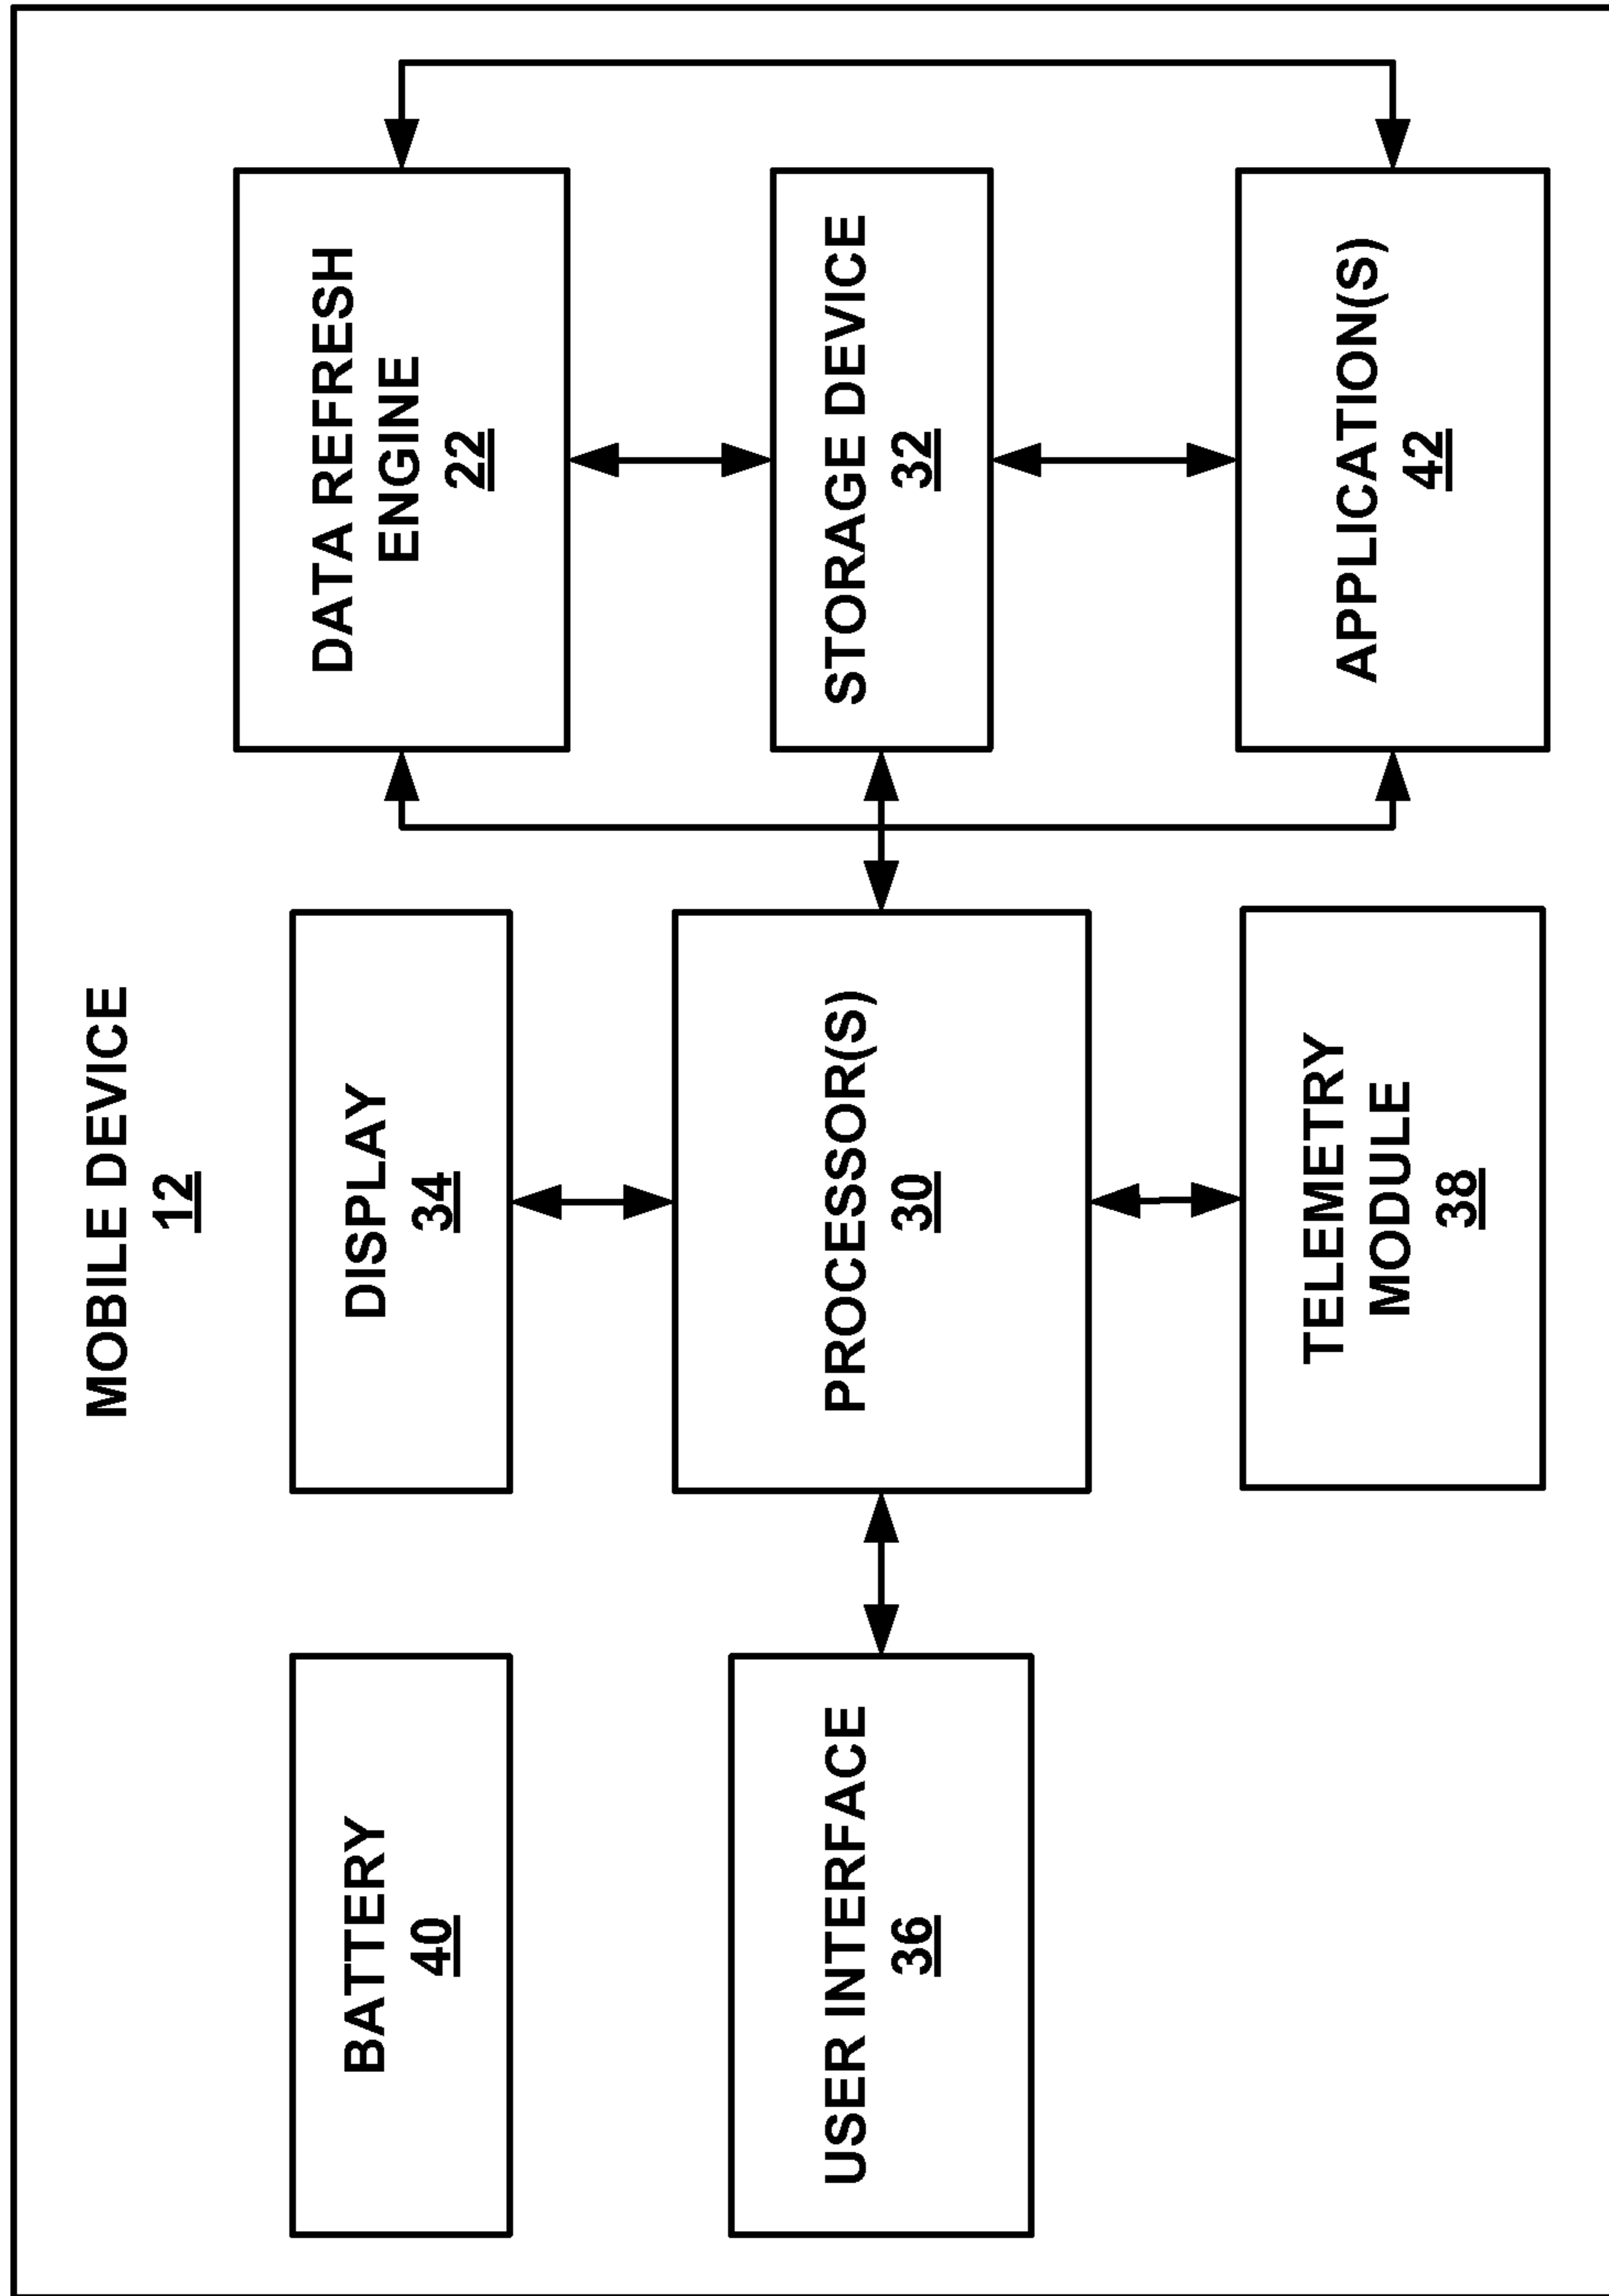 MOBILE DEVICE
12
BATTERY
40
DISPLAY
34
DATA REFRESH
ENGINE
22
USER INTERFACE
36
PROCESSOR(S)
30
STORAGE DEVICE
32
TELEMETRY
MODULE
38
APPLICATION(S)
42